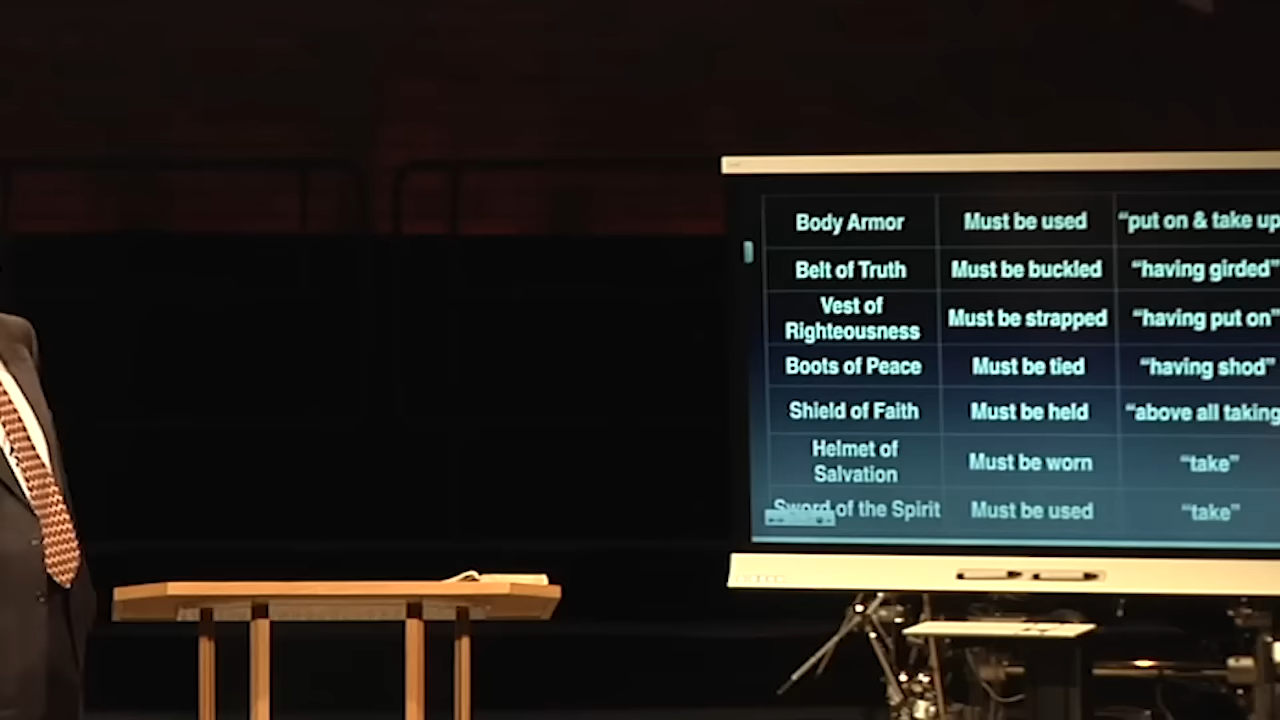 Body Armor Must be used “put on & take up
Belt of Truth Must be buckled “having girded”
Vest of
Righteousness Must be strapped “having put on”
Boots of Peace Must be tied “having shod”
Shield of Faith Must be held “above all taking
Helmet of
Salvation Must be worn “take”
Sword of the Spirit Must be used “take”